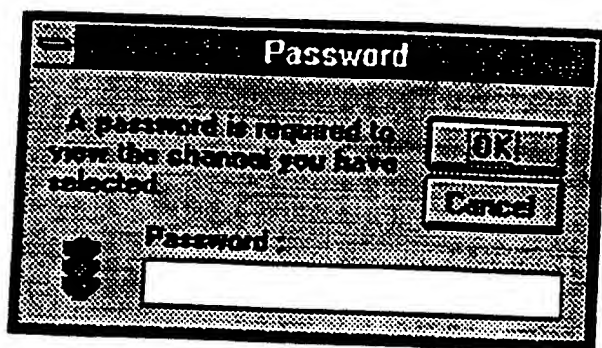 Password
A password is required to
view the channel you have
selected.
OK
Cancel
Password :